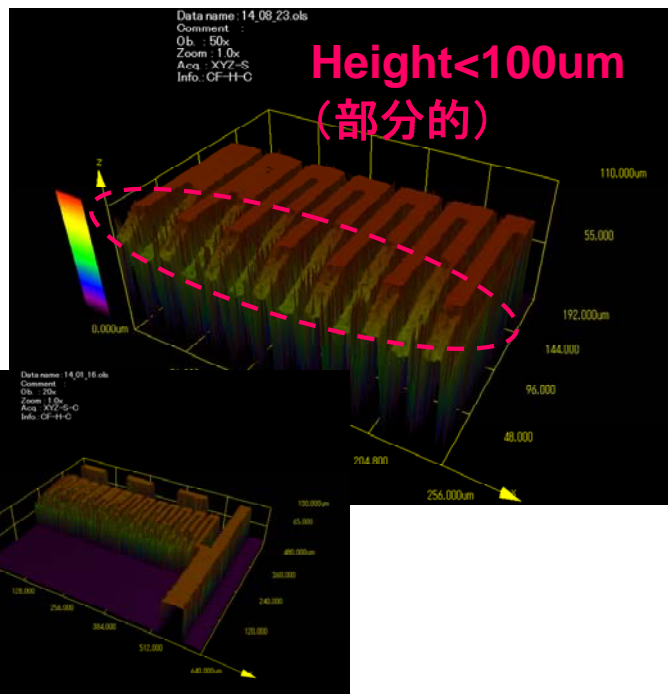 Data name : 14_08_23.ols
Comment :
Ob. : 50x
Zoom : 1.0x
Acq. : XYZ-S
Info. : CF-H-C
Height<100um
（部分的）
Z
110.000um
55.000
0.000um
192.000um
144.000
96.000
48.000
204.800
256.000um
Data name : 14_01_16.ols
Comment :
Ob. : 20x
Zoom : 1.0x
Acq. : XYZ-S-C
Info. : CF-H-C
65.000
480.000um
360.000
240.000
120.000
128.000
256.000
384.000
512.000
640.000um